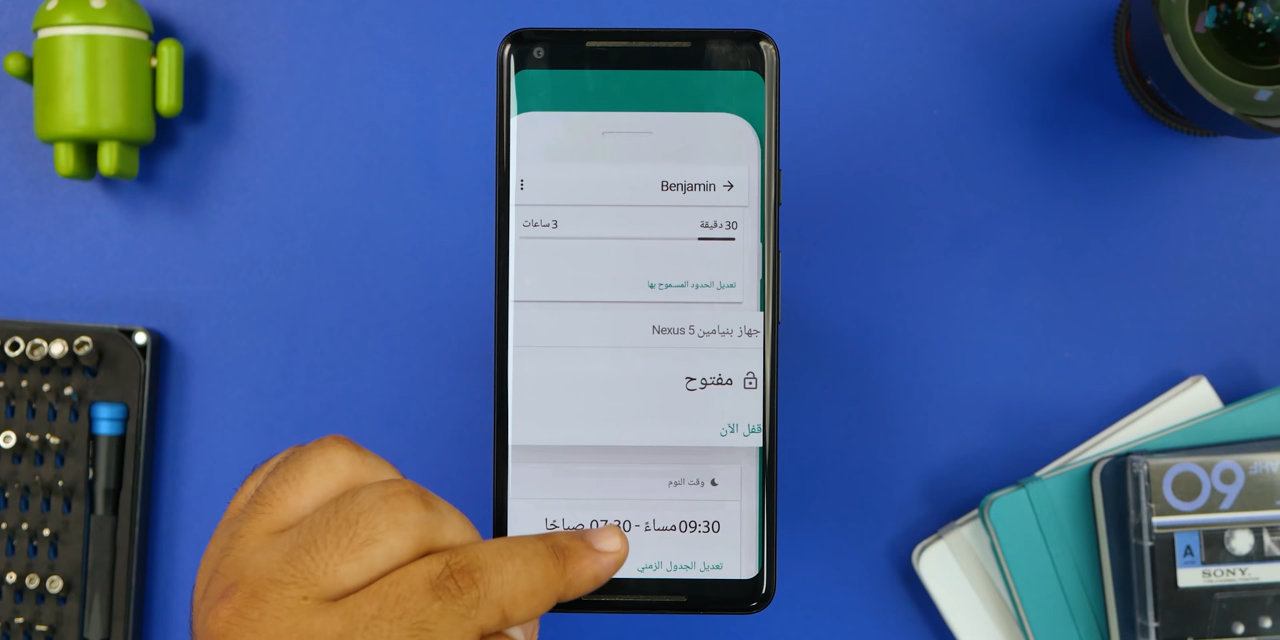 Benjamin
30 دقيقة
3 ساعات
تعديل الحدود المسموح بها
جهاز بنيامين Nexus 5
مفتوح
قفل الآن
وقت النوم
09:30 مساءً - 07:30 صباحًا
تعديل الجدول الزمني
90
A
SONY